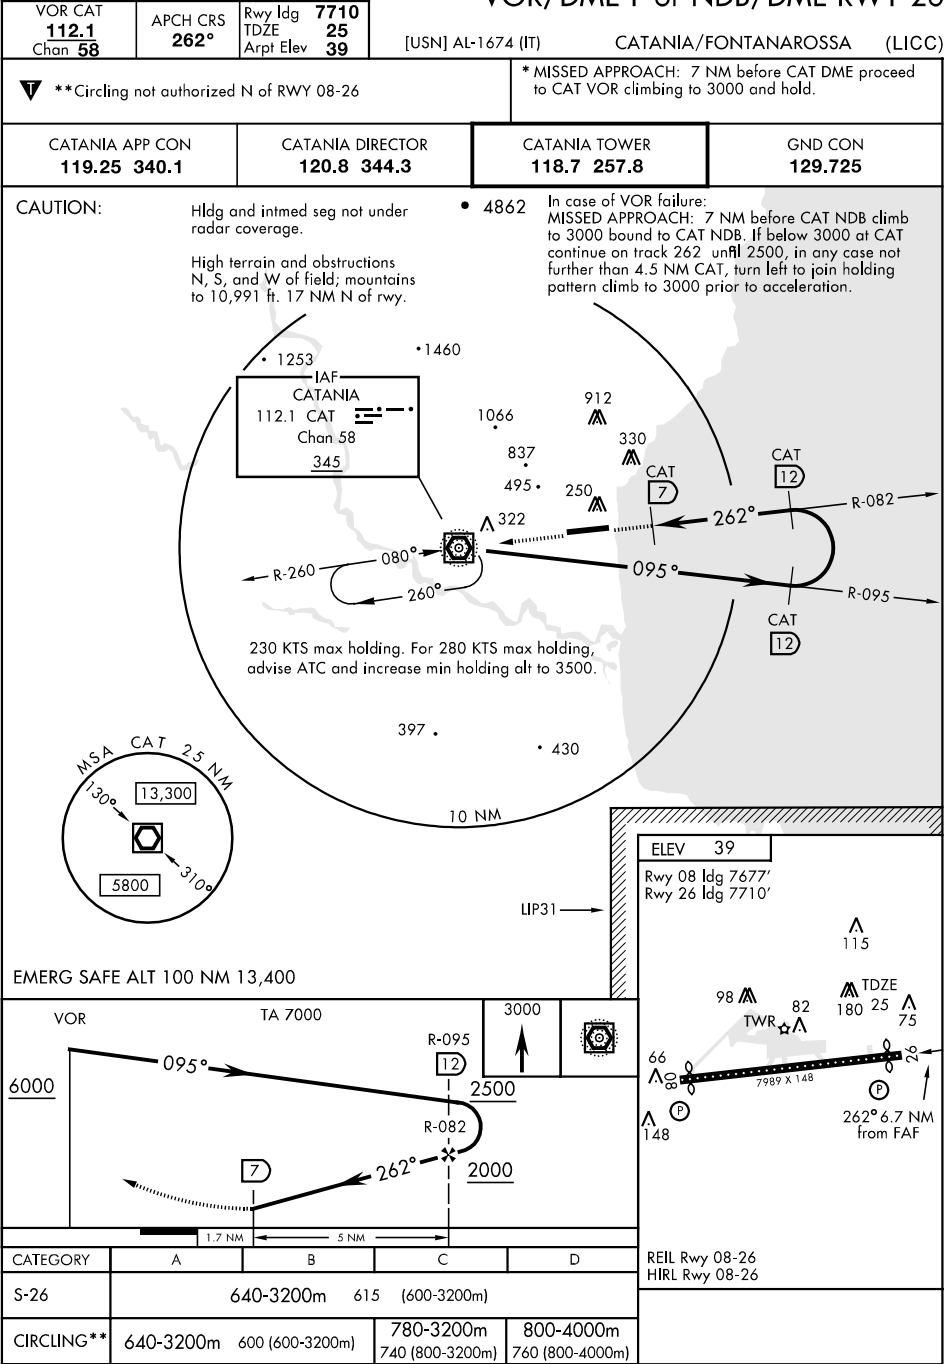 VOR/DME P or NDB/DME RWY 26
VOR CAT
112.1
Chan 58
APCH CRS
262°
Rwy ldg 7710
TDZE 25
Arpt Elev 39
[USN] AL-1674 (IT)
CATANIA/FONTANAROSSA (LICC)
T
**Circling not authorized N of RWY 08-26
* MISSED APPROACH: 7 NM before CAT DME proceed
to CAT VOR climbing to 3000 and hold.
CATANIA APP CON
119.25 340.1
CATANIA DIRECTOR
120.8 344.3
CATANIA TOWER
118.7 257.8
GND CON
129.725
CAUTION:
Hldg and intmed seg not under
radar coverage.
High terrain and obstructions
N, S, and W of field; mountains
to 10,991 ft. 17 NM N of rwy.
4862
In case of VOR failure:
MISSED APPROACH: 7 NM before CAT NDB climb
to 3000 bound to CAT NDB. If below 3000 at CAT
continue on track 262 until 2500, in any case not
further than 4.5 NM CAT, turn left to join holding
pattern climb to 3000 prior to acceleration.
1253
1460
IAF
CATANIA
112.1 CAT
Chan 58
345
1066
912
837
330
495
250
322
CAT
7
CAT
12
262°
R-082
R-260
080°
260°
095°
R-095
CAT
12
230 KTS max holding. For 280 KTS max holding,
advise ATC and increase min holding alt to 3500.
397
430
10 NM
MSA CAT 25 NM
130°
13,300
310°
5800
LIP31
EMERG SAFE ALT 100 NM 13,400
ELEV 39
Rwy 08 ldg 7677'
Rwy 26 ldg 7710'
115
98
82
180
TDZE
25
75
TWR
66
08
26
7989 X 148
P
P
148
262° 6.7 NM
from FAF
REIL Rwy 08-26
HIRL Rwy 08-26
VOR
TA 7000
3000
R-095
12
095°
6000
2500
R-082
7
262°
2000
1.7 NM
5 NM
CATEGORY A B C D
S-26 640-3200m 615 (600-3200m)
CIRCLING** 640-3200m 600 (600-3200m)
780-3200m
740 (800-3200m)
800-4000m
760 (800-4000m)